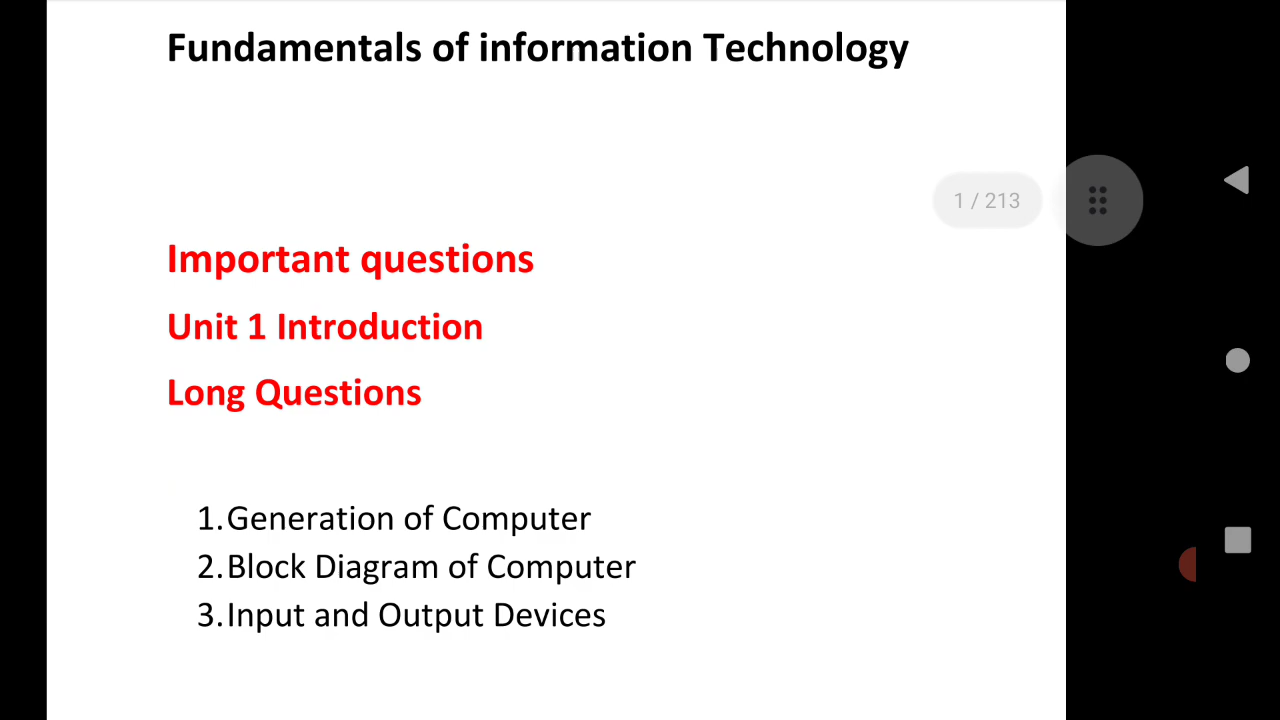 Fundamentals of information Technology
1 / 213
Important questions
Unit 1 Introduction
Long Questions
1.Generation of Computer
2.Block Diagram of Computer
3.Input and Output Devices